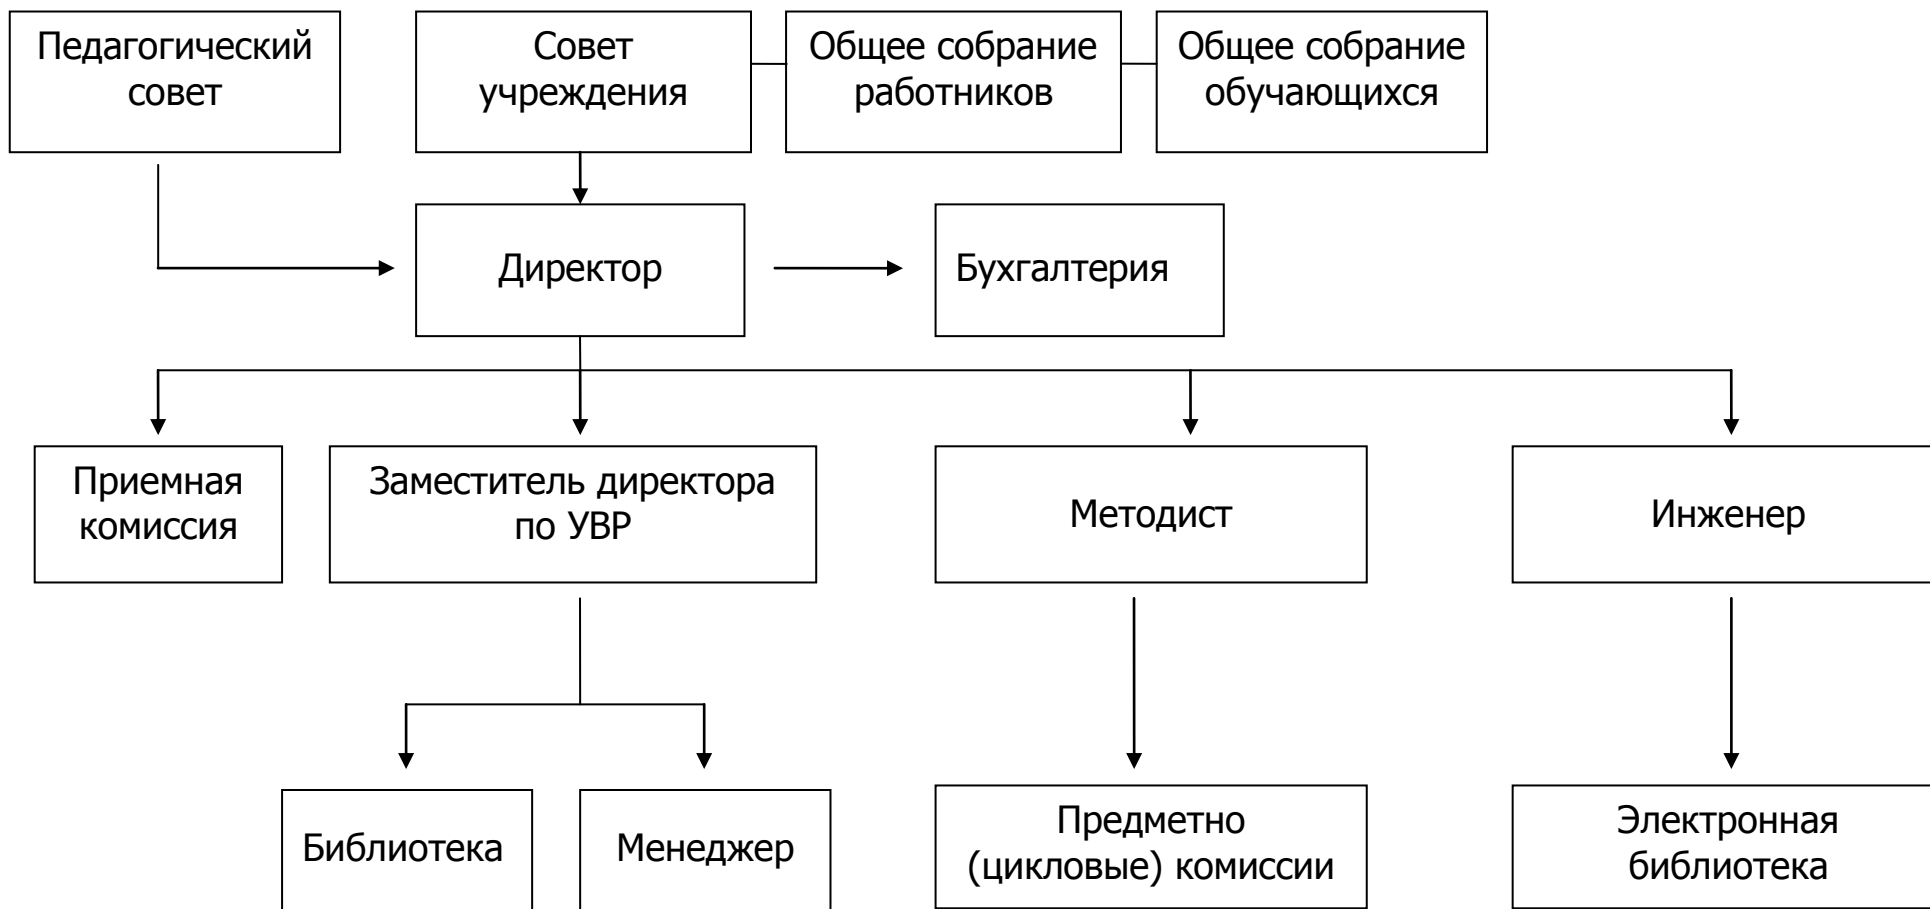 Педагогический
совет
Совет
учреждения
Общее собрание
работников
Общее собрание
обучающихся
Директор
Бухгалтерия
Приемная
комиссия
Заместитель директора
по УВР
Методист
Инженер
Библиотека
Менеджер
Предметно
(цикловые) комиссии
Электронная
библиотека